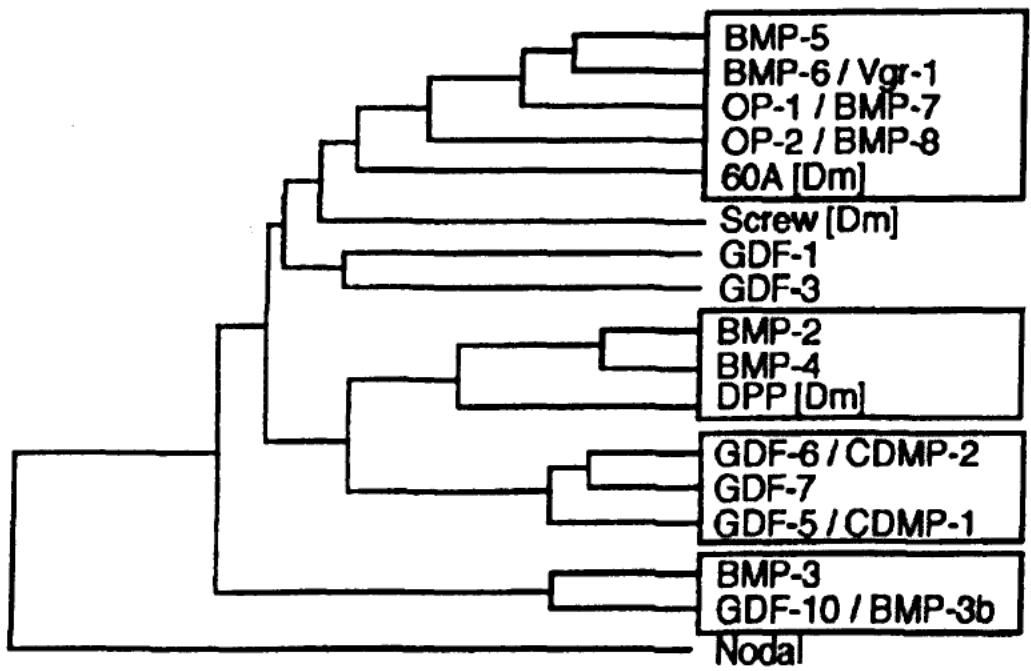 BMP-5
BMP-6 / Vgr-1
OP-1 / BMP-7
OP-2 / BMP-8
60A [Dm]
Screw [Dm]
GDF-1
GDF-3
BMP-2
BMP-4
DPP [Dm]
GDF-6 / CDMP-2
GDF-7
GDF-5 / CDMP-1
BMP-3
GDF-10 / BMP-3b
Nodal